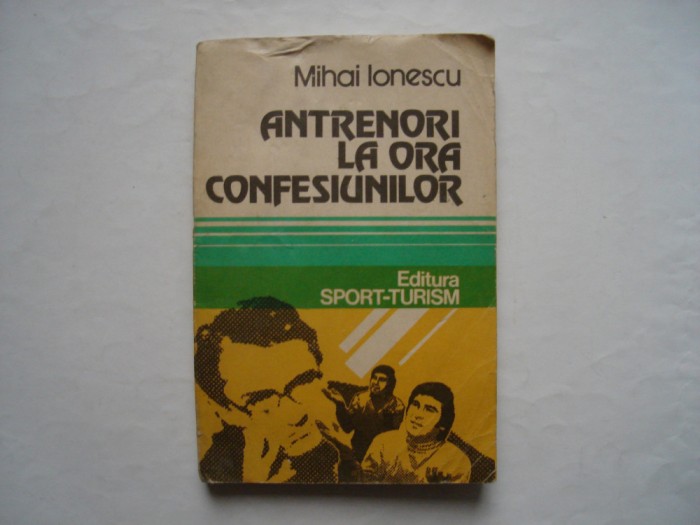 Mihai Ionescu
ANTRENORI
LA ORA
CONFESIUNILOR
Editura
SPORT-TURISM